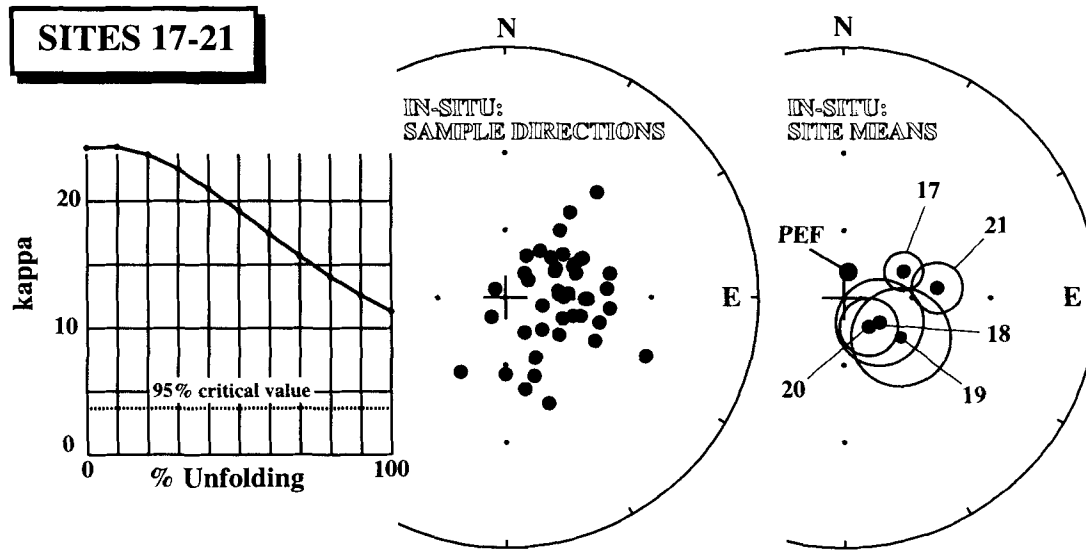 SITES 17-21
kappa
20
10
0
95% critical value
0
% Unfolding
100
N
IN-SITU:
SAMPLE DIRECTIONS
E
N
IN-SITU:
SITE MEANS
17
21
PEF
E
18
20
19